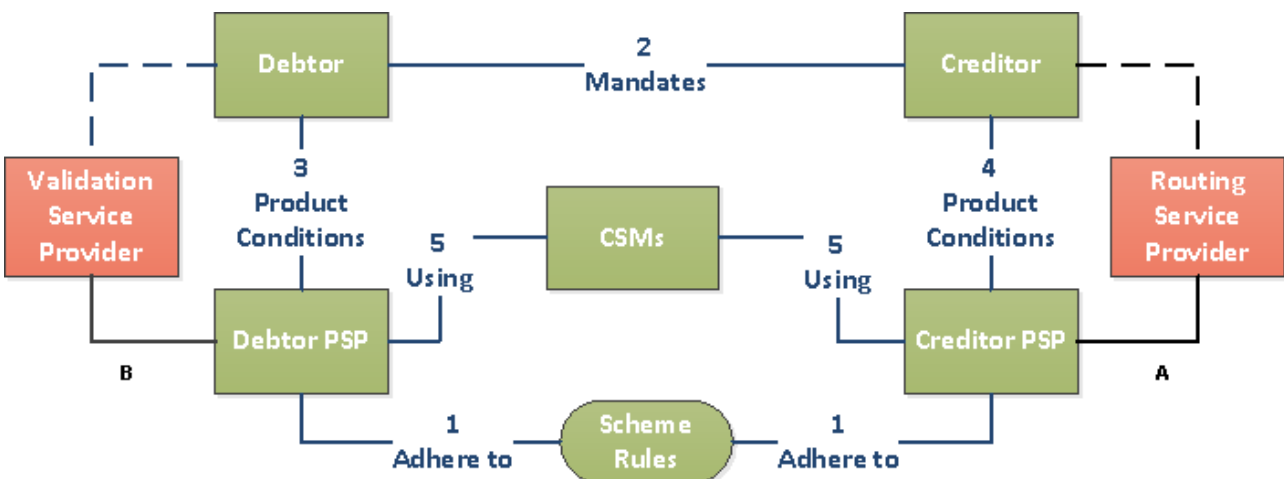 Debtor
2
Mandates
Creditor
Validation
Service
Provider
3
Product
Conditions
5
Using
CSMs
5
Using
4
Product
Conditions
Routing
Service
Provider
Debtor PSP
Creditor PSP
B
A
1
Adhere to
Scheme
Rules
1
Adhere to